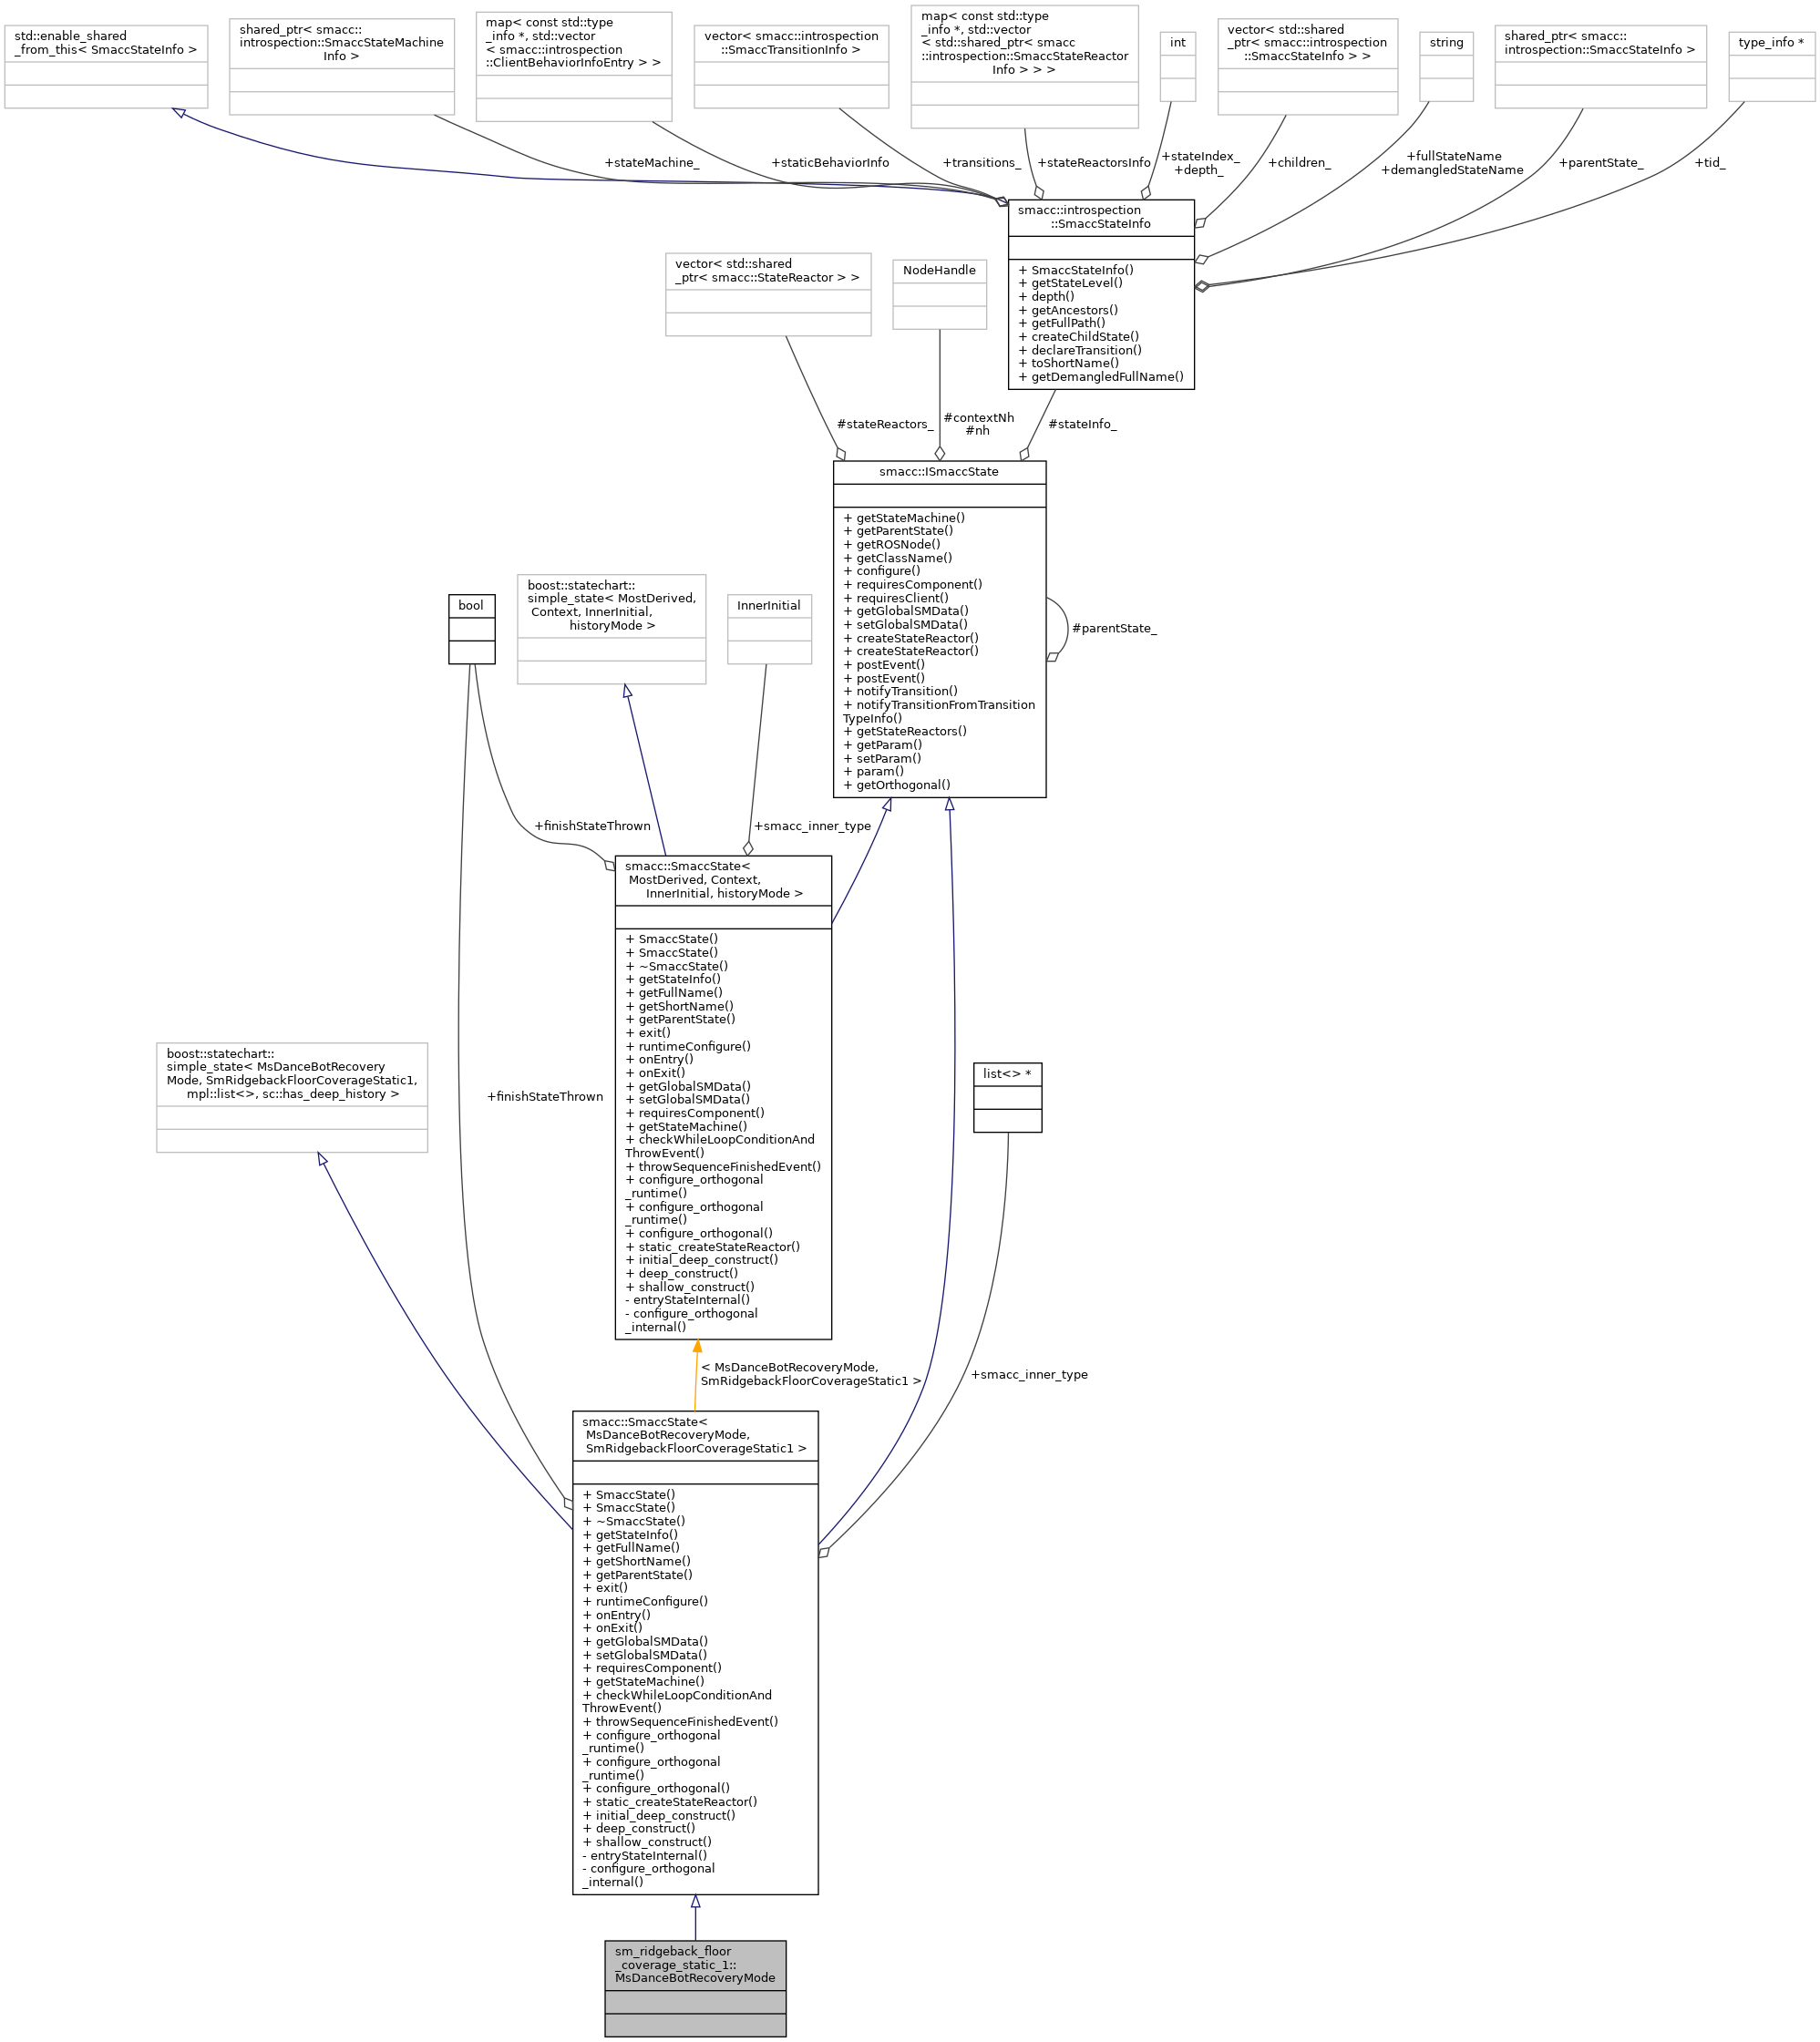 std::enable_shared
_from_this< SmaccStateInfo >
shared_ptr< smacc::
introspection::SmaccStateMachine
Info >
map< const std::type
_info *, std::vector
< smacc::introspection
::ClientBehaviorInfoEntry > >
vector< smacc::introspection
::SmaccTransitionInfo >
map< const std::type
_info *, std::vector
< std::shared_ptr< smacc
::introspection::SmaccStateReactor
Info > > >
int
vector< std::shared
_ptr< smacc::introspection
::SmaccStateInfo > >
string
shared_ptr< smacc::
introspection::SmaccStateInfo >
type_info *
+stateMachine_
+staticBehaviorInfo
+transitions_
+stateReactorsInfo
+stateIndex_
+depth_
+children_
+fullStateName
+demangledStateName
+parentState_
+tid_
smacc::introspection
::SmaccStateInfo
+ SmaccStateInfo()
+ getStateLevel()
+ depth()
+ getAncestors()
+ getFullPath()
+ createChildState()
+ declareTransition()
+ toShortName()
+ getDemangledFullName()
vector< std::shared
_ptr< smacc::StateReactor > >
NodeHandle
#stateReactors_
#contextNh
#nh
#stateInfo_
smacc::ISmaccState
+ getStateMachine()
+ getParentState()
+ getROSNode()
+ getClassName()
+ configure()
+ requiresComponent()
+ requiresClient()
+ getGlobalSMData()
+ setGlobalSMData()
+ createStateReactor()
+ createStateReactor()
+ postEvent()
+ postEvent()
+ notifyTransition()
+ notifyTransitionFromTransition
TypeInfo()
+ getStateReactors()
+ getParam()
+ setParam()
+ param()
+ getOrthogonal()
#parentState_
bool
boost::statechart::
simple_state< MostDerived,
Context, InnerInitial,
historyMode >
InnerInitial
+finishStateThrown
+smacc_inner_type
smacc::SmaccState<
MostDerived, Context,
InnerInitial, historyMode >
+ SmaccState()
+ SmaccState()
+ ~SmaccState()
+ getStateInfo()
+ getFullName()
+ getShortName()
+ getParentState()
+ exit()
+ runtimeConfigure()
+ onEntry()
+ onExit()
+ getGlobalSMData()
+ setGlobalSMData()
+ requiresComponent()
+ getStateMachine()
+ checkWhileLoopConditionAnd
ThrowEvent()
+ throwSequenceFinishedEvent()
+ configure_orthogonal
_runtime()
+ configure_orthogonal
_runtime()
+ configure_orthogonal()
+ static_createStateReactor()
+ initial_deep_construct()
+ deep_construct()
+ shallow_construct()
- entryStateInternal()
- configure_orthogonal
_internal()
boost::statechart::
simple_state< MsDanceBotRecovery
Mode, SmRidgebackFloorCoverageStatic1,
mpl::list<>, sc::has_deep_history >
+finishStateThrown
list<> *
< MsDanceBotRecoveryMode,
SmRidgebackFloorCoverageStatic1 >
+smacc_inner_type
smacc::SmaccState<
MsDanceBotRecoveryMode,
SmRidgebackFloorCoverageStatic1 >
+ SmaccState()
+ SmaccState()
+ ~SmaccState()
+ getStateInfo()
+ getFullName()
+ getShortName()
+ getParentState()
+ exit()
+ runtimeConfigure()
+ onEntry()
+ onExit()
+ getGlobalSMData()
+ setGlobalSMData()
+ requiresComponent()
+ getStateMachine()
+ checkWhileLoopConditionAnd
ThrowEvent()
+ throwSequenceFinishedEvent()
+ configure_orthogonal
_runtime()
+ configure_orthogonal
_runtime()
+ configure_orthogonal()
+ static_createStateReactor()
+ initial_deep_construct()
+ deep_construct()
+ shallow_construct()
- entryStateInternal()
- configure_orthogonal
_internal()
sm_ridgeback_floor
_coverage_static_1::
MsDanceBotRecoveryMode